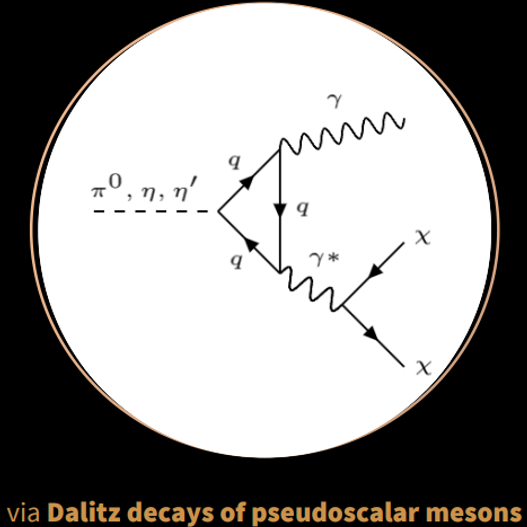 γ
q
π⁰, η, η′
q
q
γ*
χ
χ
via Dalitz decays of pseudoscalar mesons